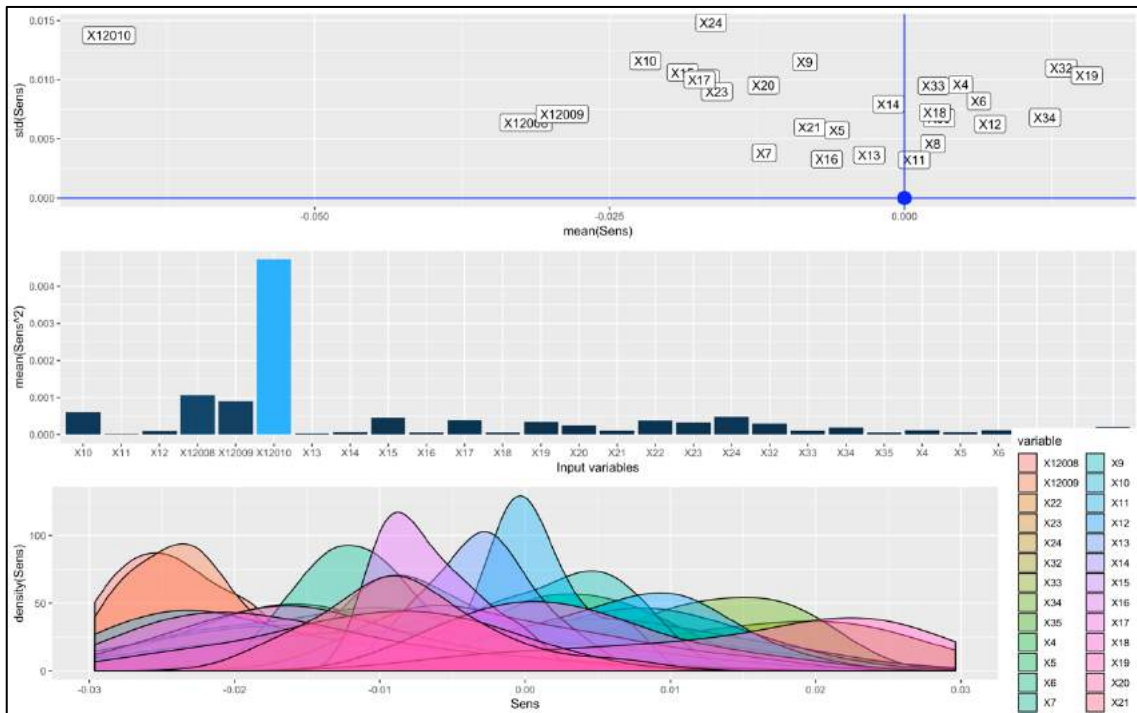 0.015
0.010
0.005
0.000
std(Sens)
X12010
X24
X10
X9
X17
X23
X20
X32
X19
X33
X4
X14
X6
X18
X34
X12009
X21
X5
X12
X7
X16
X13
X11
X8
-0.050
-0.025
0.000
mean(Sens)
0.004
0.003
0.002
0.001
0.000
mean(Sens^2)
X10 X11 X12 X12008 X12009 X12010 X13 X14 X15 X16 X17 X18 X19 X20 X21 X22 X23 X24 X32 X33 X34 X35 X4 X5 X6
Input variables
100
50
0
density(Sens)
-0.03
-0.02
-0.01
0.00
0.01
0.02
0.03
Sens
variable
X12008
X12009
X22
X23
X24
X32
X33
X34
X35
X4
X5
X6
X7
X9
X10
X11
X12
X13
X14
X15
X16
X17
X18
X19
X20
X21